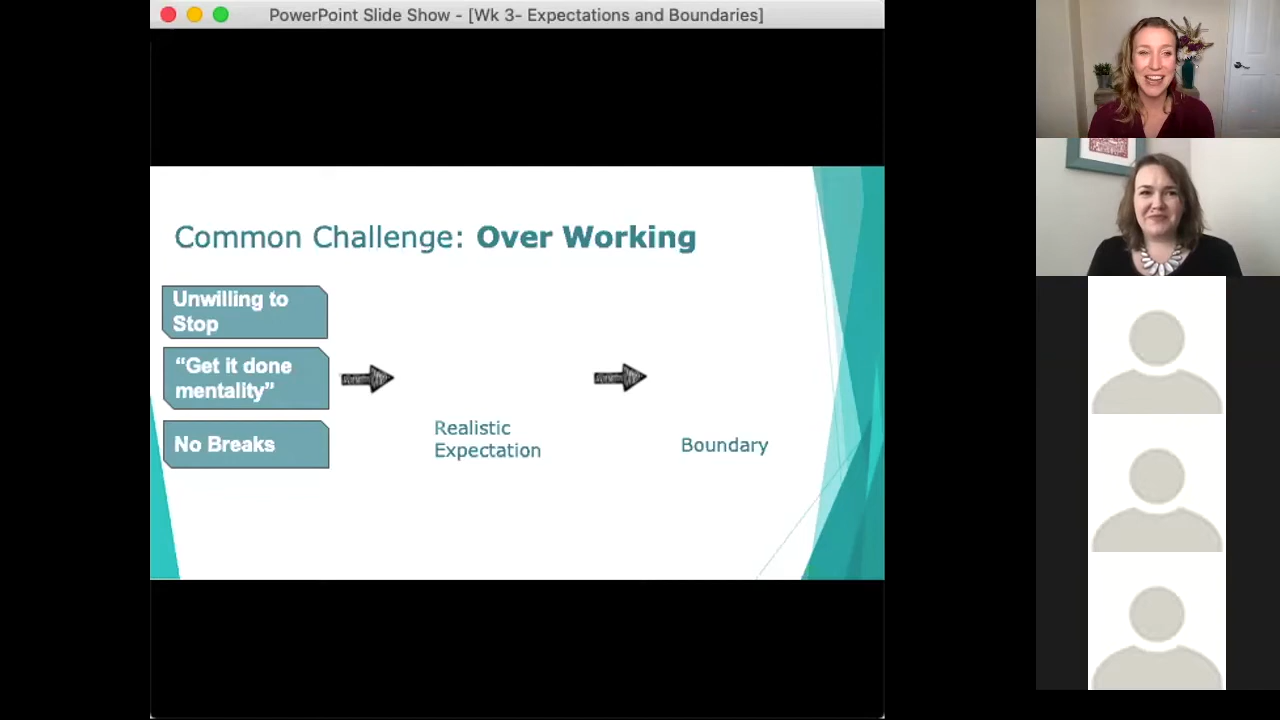 PowerPoint Slide Show - [Wk 3- Expectations and Boundaries]
Common Challenge: Over Working
Unwilling to
Stop
“Get it done
mentality”
No Breaks
Realistic
Expectation
Boundary